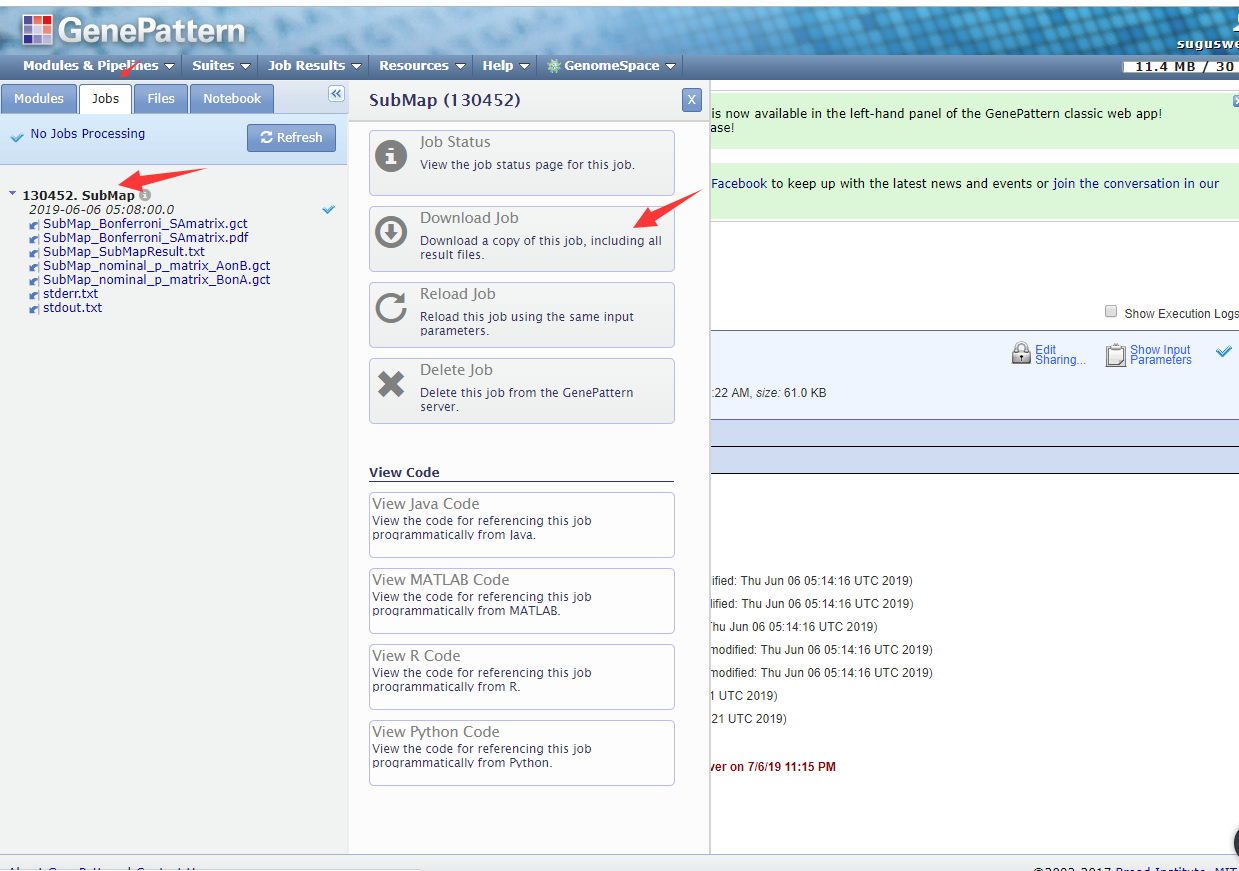 GenePattern
suguswe
Modules & Pipelines
Suites
Job Results
Resources
Help
GenomeSpace
11.4 MB / 30
Modules
Jobs
Files
Notebook
No Jobs Processing
Refresh
130452. SubMap
2019-06-06 05:08:00.0
SubMap_Bonferroni_SAmatrix.gct
SubMap_Bonferroni_SAmatrix.pdf
SubMap_SubMapResult.txt
SubMap_nominal_p_matrix_AonB.gct
SubMap_nominal_p_matrix_BonA.gct
stderr.txt
stdout.txt
SubMap (130452)
X
Job Status
View the job status page for this job.
Download Job
Download a copy of this job, including all
result files.
Reload Job
Reload this job using the same input
parameters.
Delete Job
Delete this job from the GenePattern
server.
View Code
View Java Code
View the code for referencing this job
programmatically from Java.
View MATLAB Code
View the code for referencing this job
programmatically from MATLAB.
View R Code
View the code for referencing this job
programmatically from R.
View Python Code
View the code for referencing this job
programmatically from Python.
is now available in the left-hand panel of the GenePattern classic web app!
ase!
Facebook to keep up with the latest news and events or join the conversation in our
Show Execution Logs
Edit
Sharing...
Show Input
Parameters
:22 AM, size: 61.0 KB
ified: Thu Jun 06 05:14:16 UTC 2019)
lified: Thu Jun 06 05:14:16 UTC 2019)
Thu Jun 06 05:14:16 UTC 2019)
modified: Thu Jun 06 05:14:16 UTC 2019)
modified: Thu Jun 06 05:14:16 UTC 2019)
1 UTC 2019)
21 UTC 2019)
ver on 7/6/19 11:15 PM